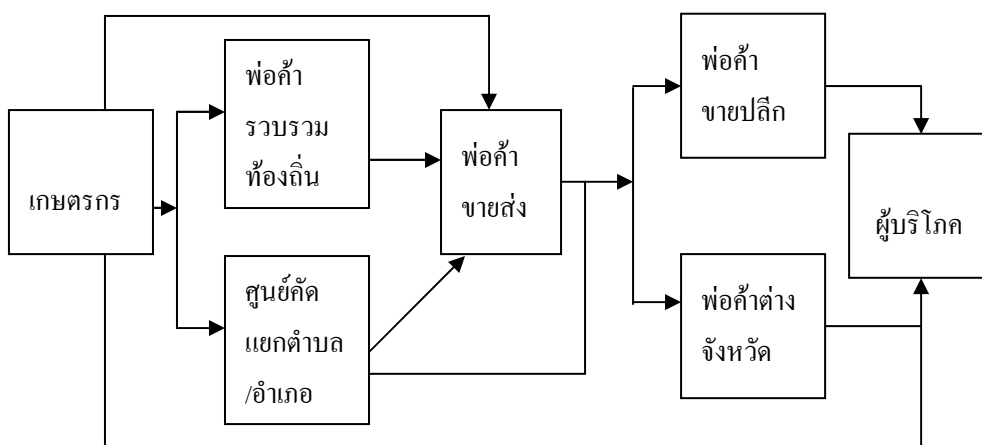 เกษตรกร
พ่อค้า
รวบรวม
ท้องถิ่น
ศูนย์คัด
แยกตำบล
/อำเภอ
พ่อค้า
ขายส่ง
พ่อค้า
ขายปลีก
พ่อค้าต่าง
จังหวัด
ผู้บริโภค